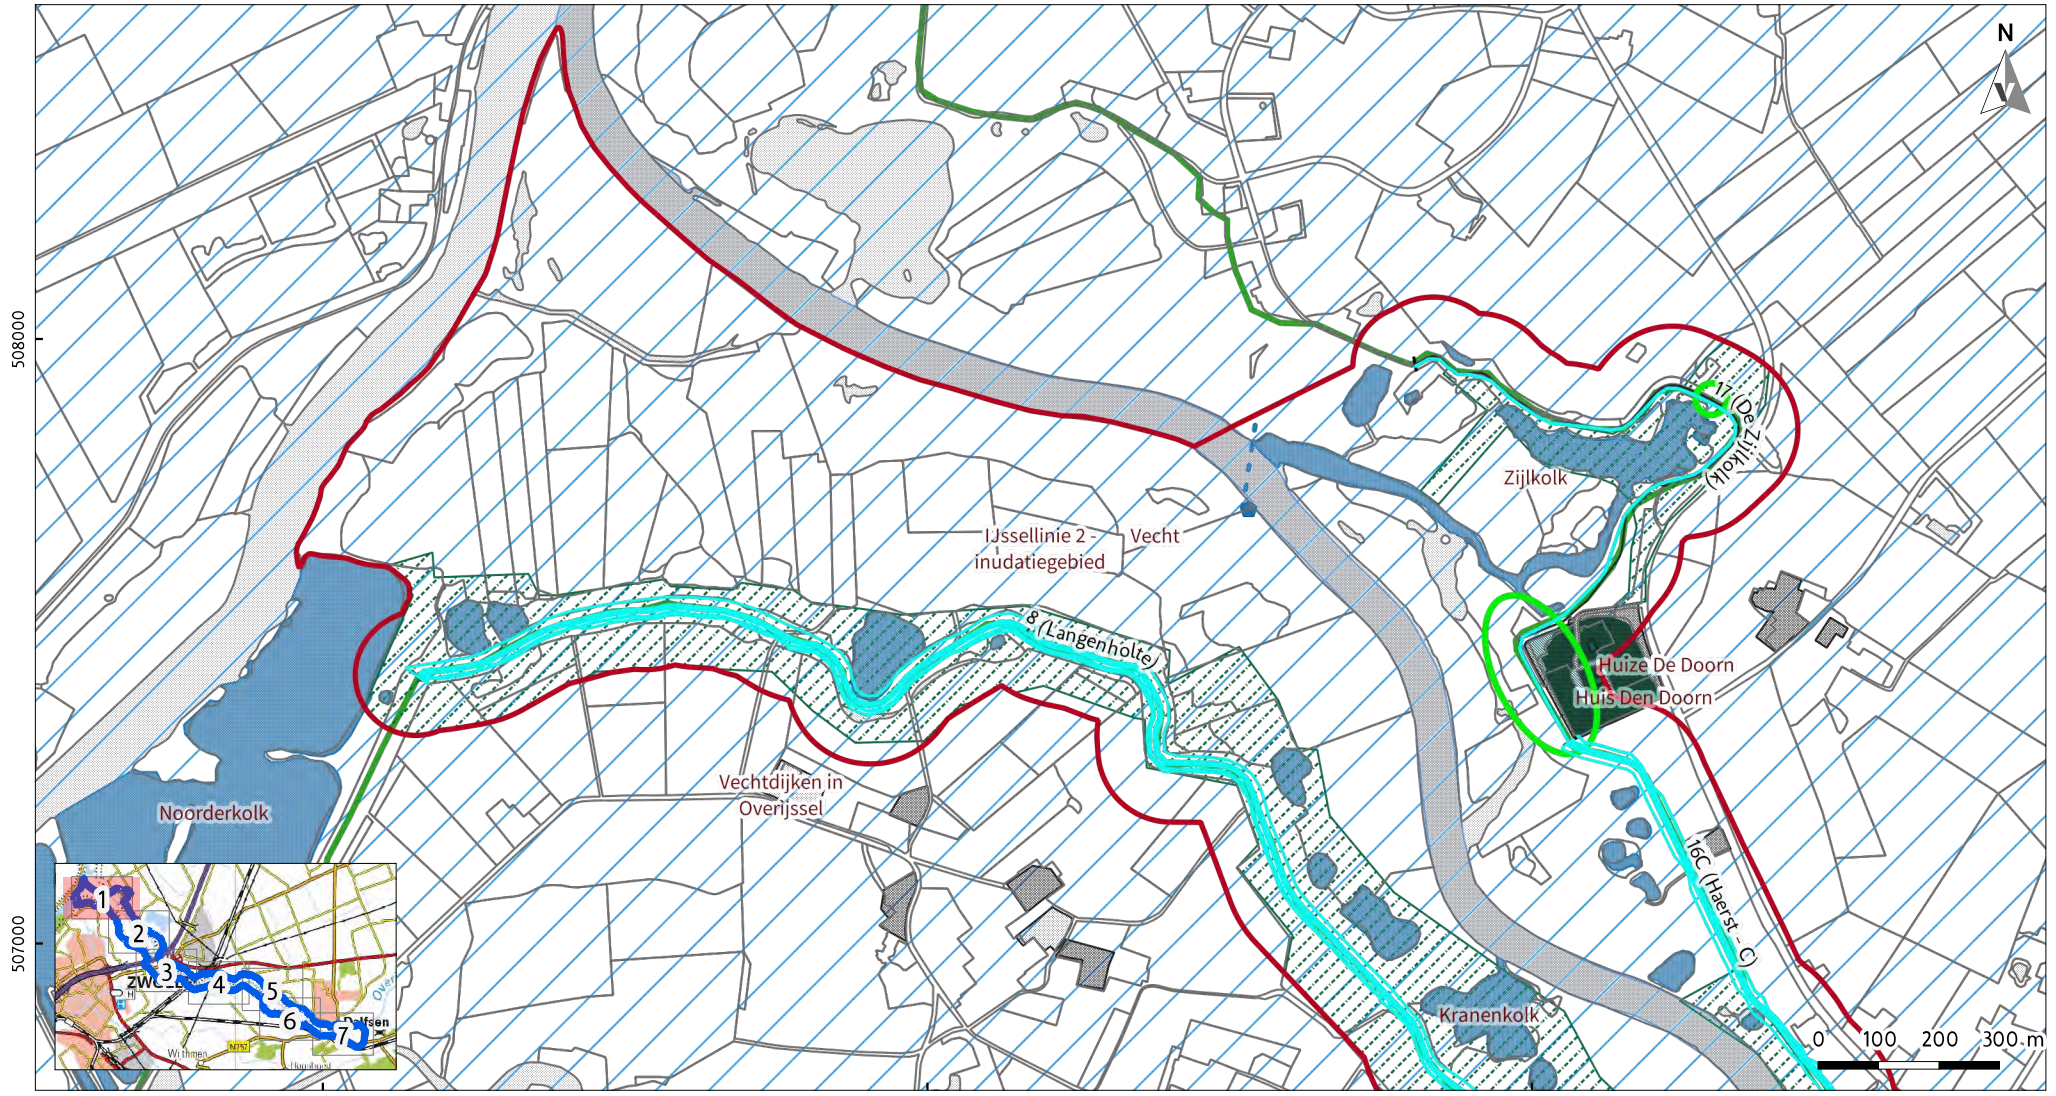 N
508000
17 (De Zijlkolk)
Zijlkolk
IJssellinie 2 -
inudatiegebied
Vecht
8 (Langenholte)
Huize De Doorn
Huis Den Doorn
Vechtdijken in
Overijssel
Noorderkolk
16C (Haerst - C)
507000
Kranenkolk
0 100 200 300 m
1
2
3
4
5
6
7
Dalfsen
Withmen
N757
H